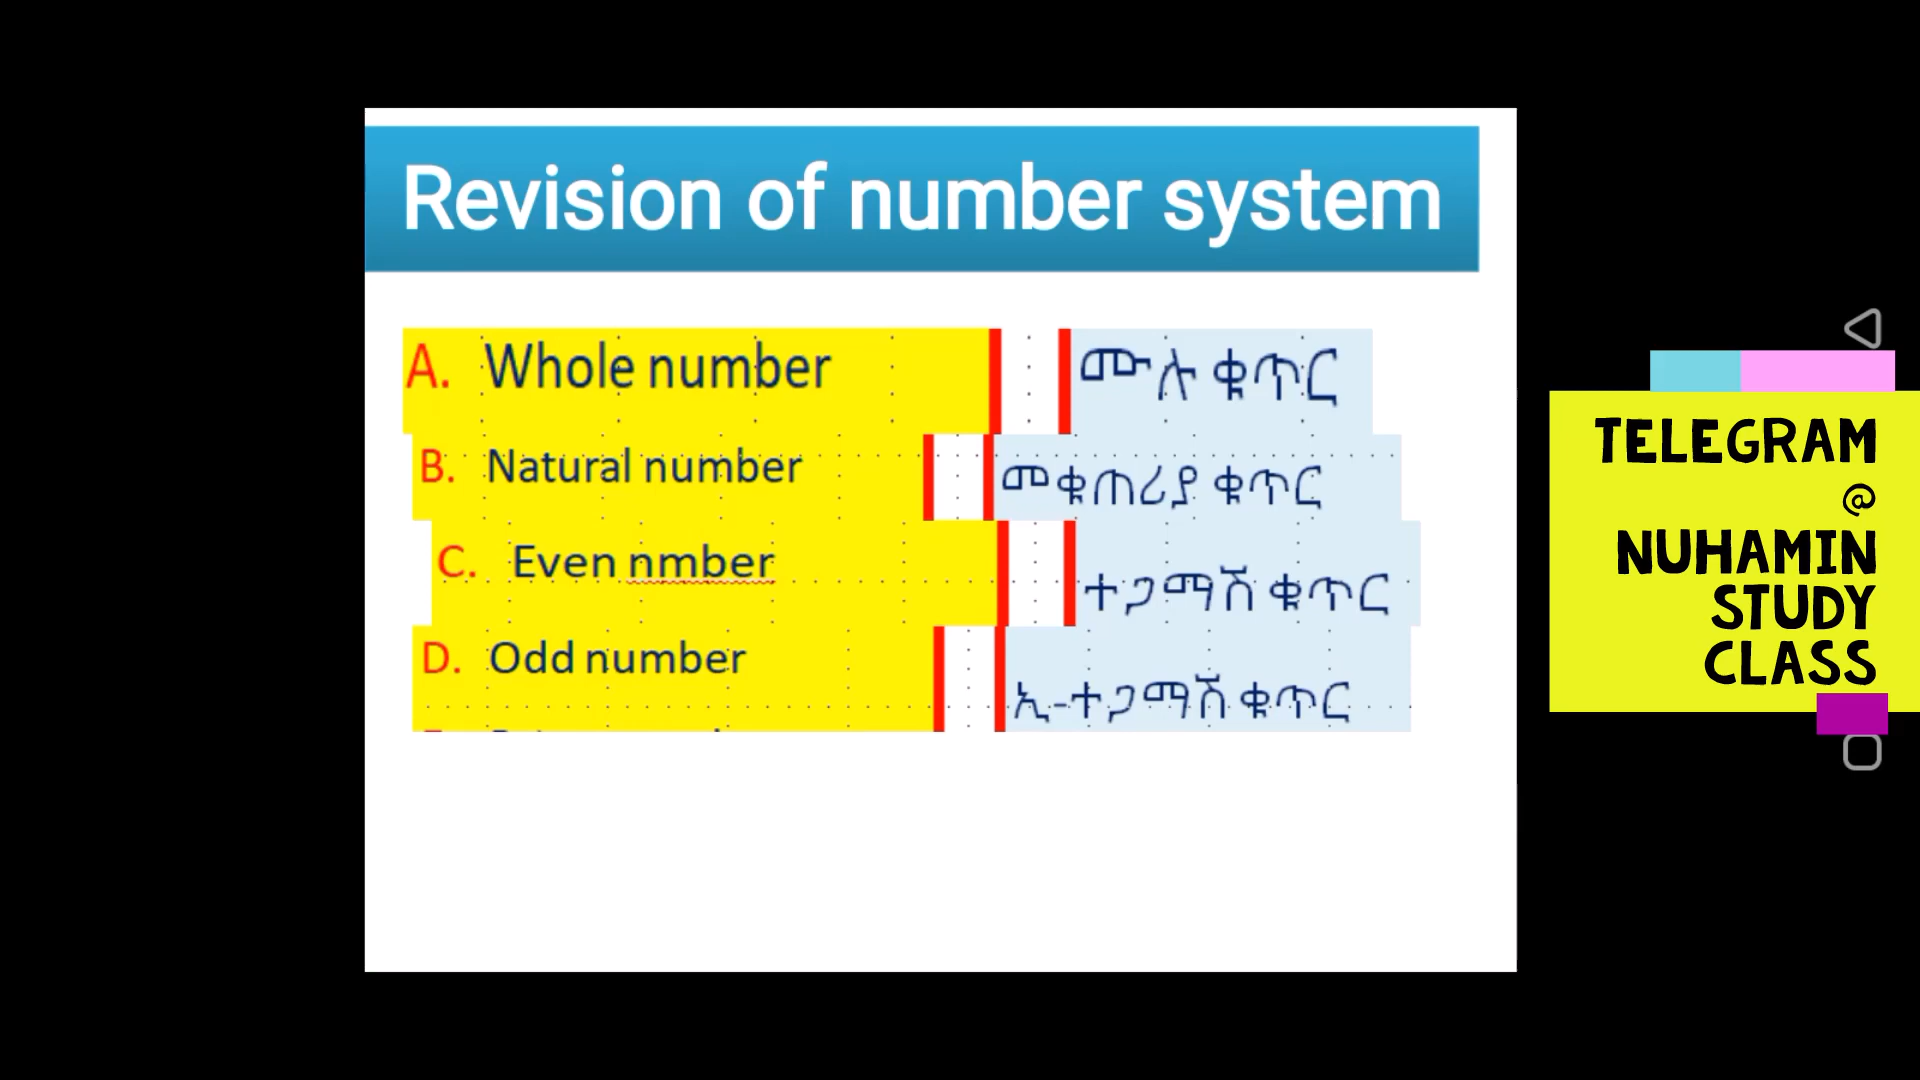 Revision of number system
A. Whole number ሙሉ ቁጥር
B. Natural number መቁጠሪያ ቁጥር
C. Even nmber ተጋማሽ ቁጥር
D. Odd number ኢ-ተጋማሽ ቁጥር
TELEGRAM
@
NUHAMIN
STUDY
CLASS